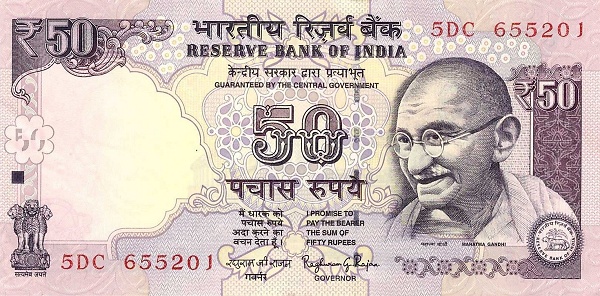 ₹50
भारतीय रिज़र्व बैंक
RESERVE BANK OF INDIA
5DC 655201
केन्द्रीय सरकार द्वारा प्रत्याभूत
GUARANTEED BY THE CENTRAL GOVERNMENT
₹50
50
पचास रुपये
मैं धारक को
पचास रुपये
अदा करने का
वचन देता हूँ।
I PROMISE TO
PAY THE BEARER
THE SUM OF
FIFTY RUPEES
महात्मा गांधी
MAHATMA GANDHI
सत्यमेव जयते
5DC 655201
रघुराम जी राजन
गवर्नर
Raghuram G Rajan
GOVERNOR